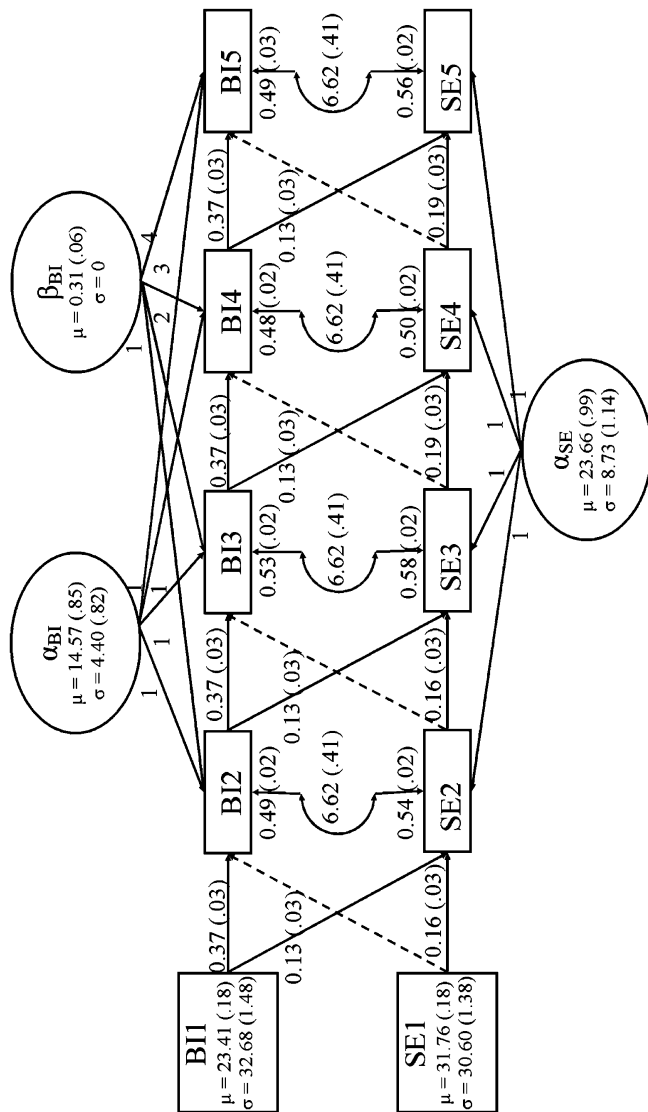 α_BI
μ = 14.57 (.85)
σ = 4.40 (.82)
β_BI
μ = 0.31 (.06)
σ = 0
1
1
1
1
1
2
3
4
BI1
μ = 23.41 (.18)
σ = 32.68 (1.48)
0.37 (.03)
BI2
0.37 (.03)
BI3
0.37 (.03)
BI4
0.37 (.03)
BI5
0.49 (.02)
0.53 (.02)
0.48 (.02)
0.49 (.03)
0.13 (.03)
0.13 (.03)
0.13 (.03)
0.13 (.03)
6.62 (.41)
6.62 (.41)
6.62 (.41)
6.62 (.41)
0.54 (.02)
0.58 (.02)
0.50 (.02)
0.56 (.02)
SE1
μ = 31.76 (.18)
σ = 30.60 (1.38)
0.16 (.03)
SE2
0.16 (.03)
SE3
0.19 (.03)
SE4
0.19 (.03)
SE5
1
1
1
1
α_SE
μ = 23.66 (.99)
σ = 8.73 (1.14)